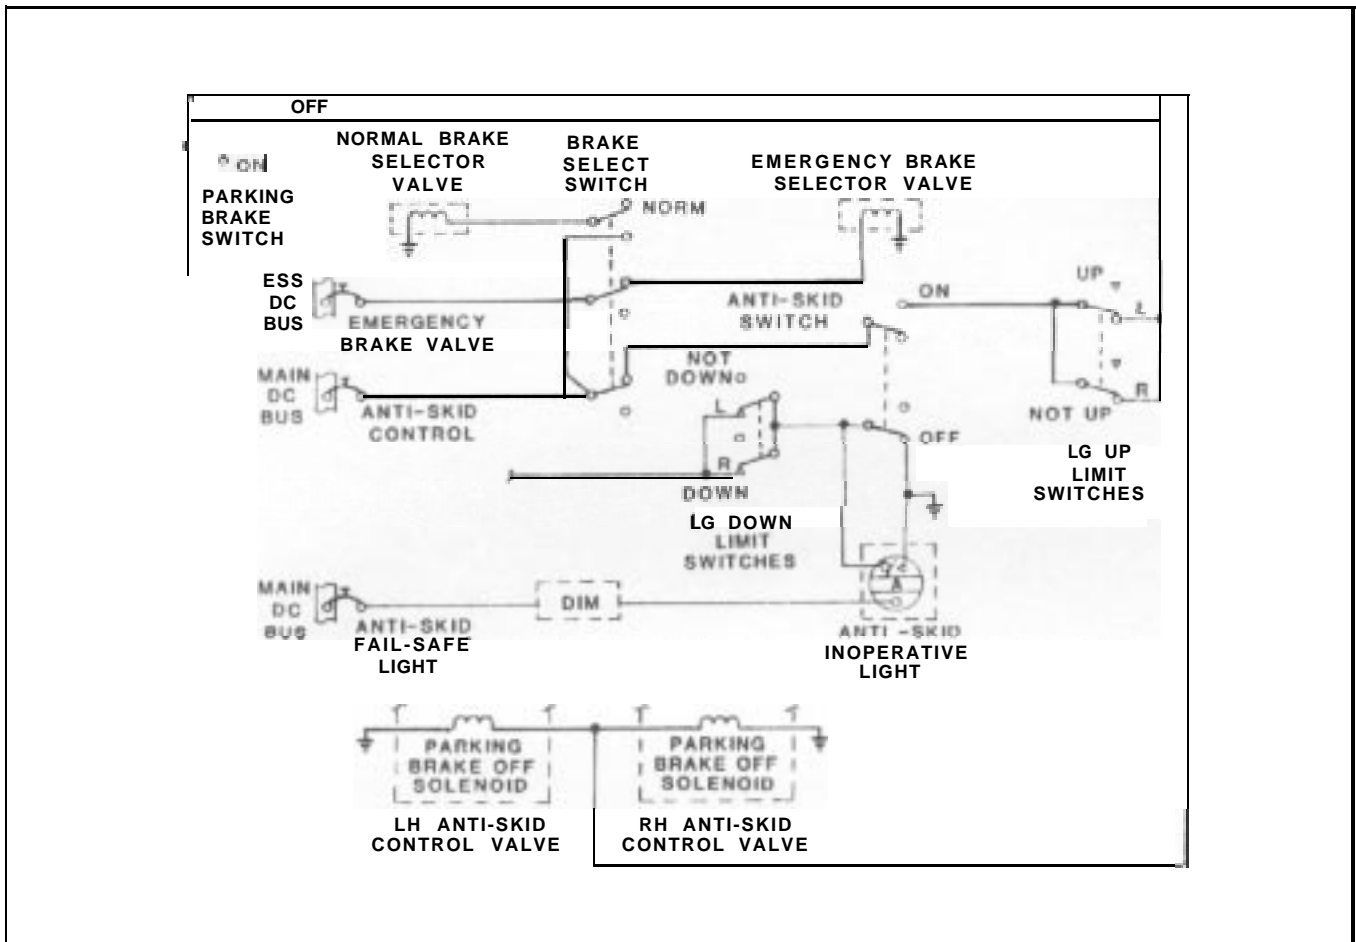 OFF
NORMAL BRAKE
SELECTOR
VALVE
BRAKE
SELECT
SWITCH
EMERGENCY BRAKE
SELECTOR VALVE
ON
PARKING
BRAKE
SWITCH
NORM
ESS
DC
BUS
EMERGENCY
BRAKE VALVE
ANTI-SKID
SWITCH
ON
UP
L
R
NOT UP
LG UP
LIMIT
SWITCHES
MAIN
DC
BUS
ANTI-SKID
CONTROL
NOT
DOWN
L
R
DOWN
LG DOWN
LIMIT
SWITCHES
OFF
MAIN
DC
BUS
ANTI-SKID
FAIL-SAFE
LIGHT
DIM
A
ANTI-SKID
INOPERATIVE
LIGHT
PARKING
BRAKE OFF
SOLENOID
LH ANTI-SKID
CONTROL VALVE
PARKING
BRAKE OFF
SOLENOID
RH ANTI-SKID
CONTROL VALVE